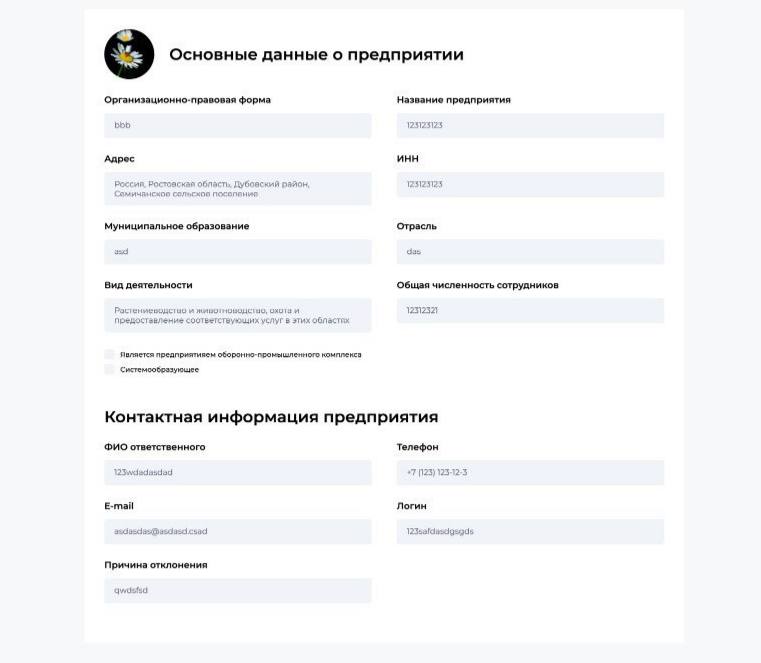 Основные данные о предприятии
Организационно-правовая форма
Название предприятия
bbb
123123123
Адрес
ИНН
Россия, Ростовская область, Дубовский район,
Семичанское сельское поселение
123123123
Муниципальное образование
Отрасль
asd
das
Вид деятельности
Общая численность сотрудников
Растениеводство и животноводство, охота и
предоставление соответствующих услуг в этих областях
12312321
Является предприятияем оборонно-промышленного комплекса
Системообразующее
Контактная информация предприятия
ФИО ответственного
Телефон
123wdadasdad
+7 (123) 123-12-3
E-mail
Логин
asdasdas@asdasd.csad
123safdasdgsgds
Причина отклонения
qwdsfsd